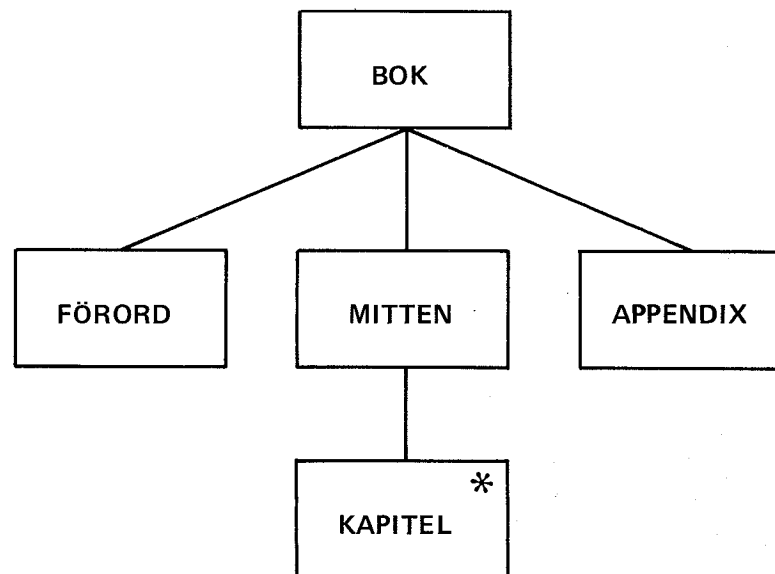 BOK
FÖRORD
MITTEN
APPENDIX
*
KAPITEL